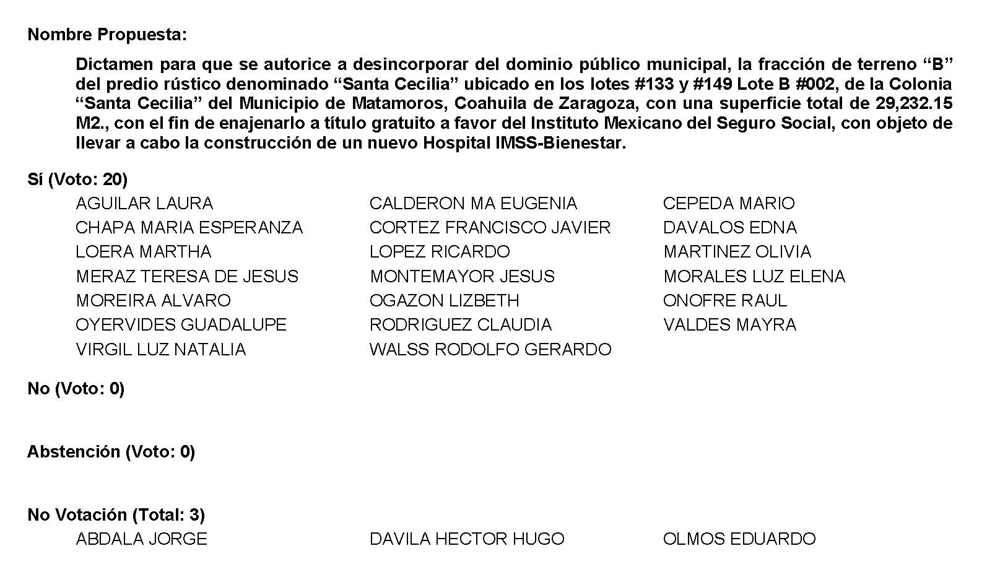 Nombre Propuesta:
Dictamen para que se autorice a desincorporar del dominio público municipal, la fracción de terreno “B”
del predio rústico denominado “Santa Cecilia” ubicado en los lotes #133 y #149 Lote B #002, de la Colonia
“Santa Cecilia” del Municipio de Matamoros, Coahuila de Zaragoza, con una superficie total de 29,232.15
M2., con el fin de enajenarlo a título gratuito a favor del Instituto Mexicano del Seguro Social, con objeto de
llevar a cabo la construcción de un nuevo Hospital IMSS-Bienestar.
Sí (Voto: 20)
AGUILAR LAURA CALDERON MA EUGENIA CEPEDA MARIO
CHAPA MARIA ESPERANZA CORTEZ FRANCISCO JAVIER DAVALOS EDNA
LOERA MARTHA LOPEZ RICARDO MARTINEZ OLIVIA
MERAZ TERESA DE JESUS MONTEMAYOR JESUS MORALES LUZ ELENA
MOREIRA ALVARO OGAZON LIZBETH ONOFRE RAUL
OYERVIDES GUADALUPE RODRIGUEZ CLAUDIA VALDES MAYRA
VIRGIL LUZ NATALIA WALSS RODOLFO GERARDO
No (Voto: 0)
Abstención (Voto: 0)
No Votación (Total: 3)
ABDALA JORGE DAVILA HECTOR HUGO OLMOS EDUARDO